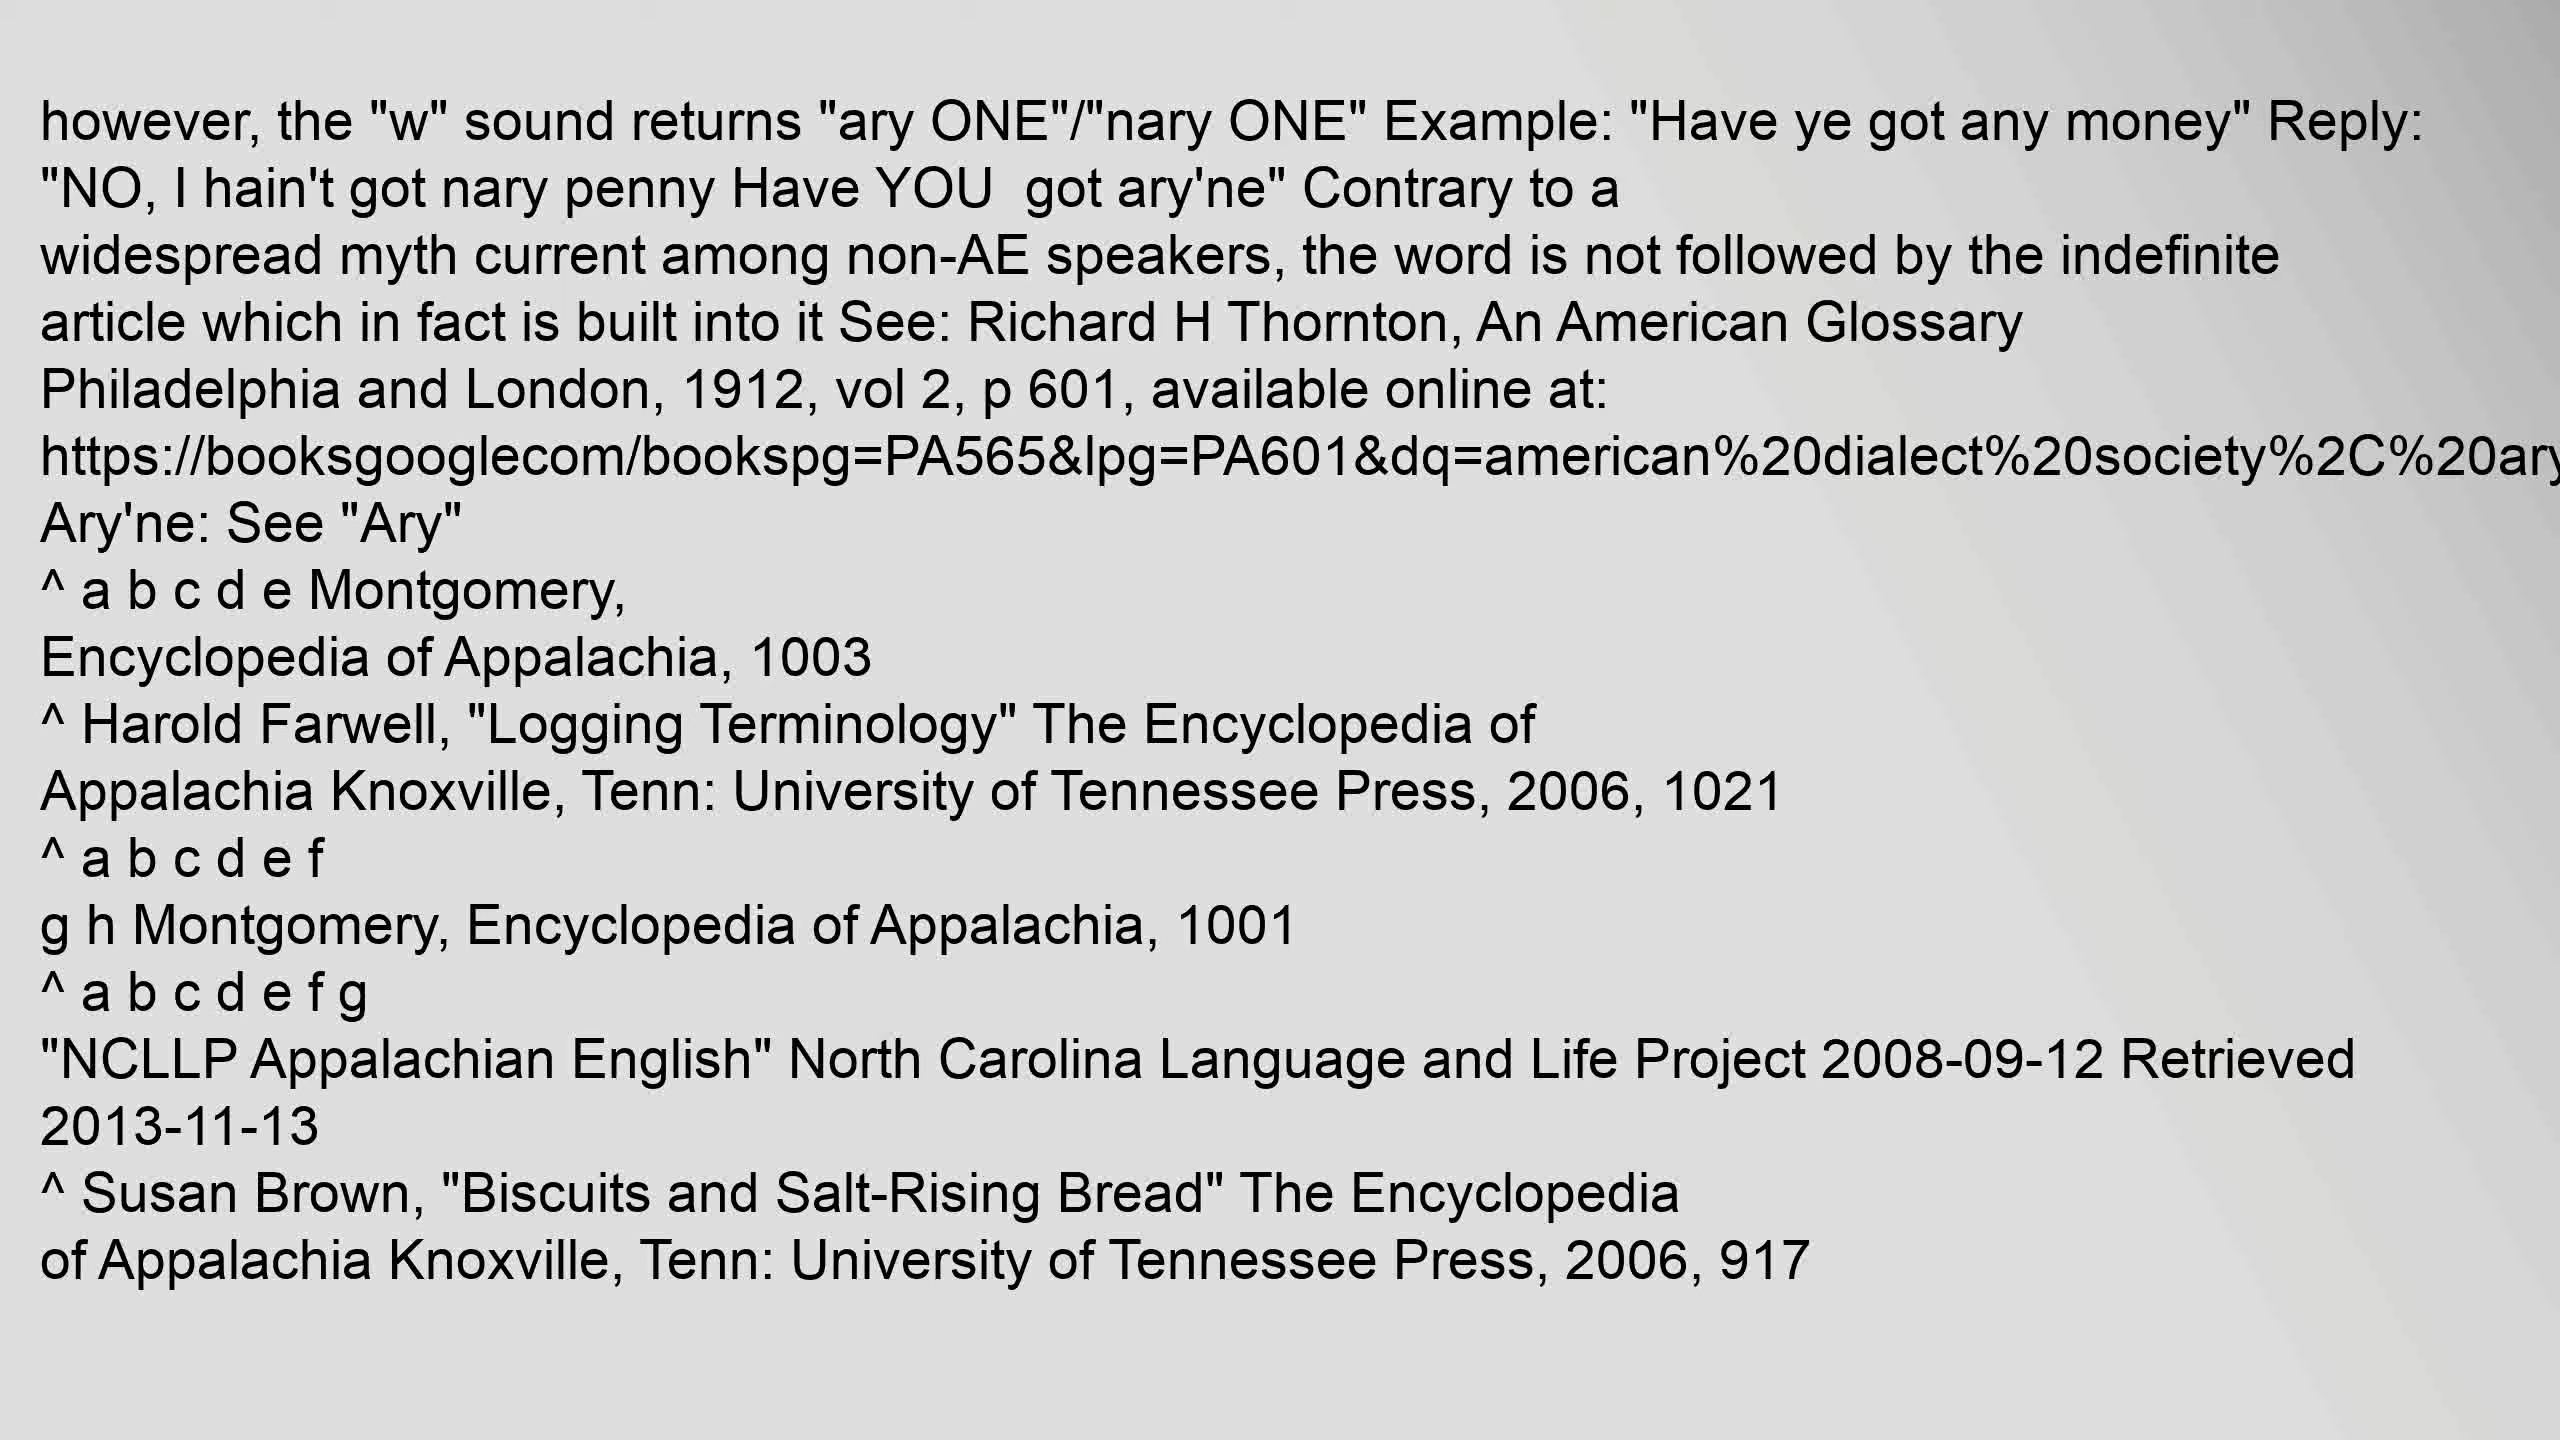 however, the "w" sound returns "ary ONE"/"nary ONE" Example: "Have ye got any money" Reply:
"NO, I hain't got nary penny Have YOU  got ary'ne" Contrary to a
widespread myth current among non-AE speakers, the word is not followed by the indefinite
article which in fact is built into it See: Richard H Thornton, An American Glossary
Philadelphia and London, 1912, vol 2, p 601, available online at:
https://booksgooglecom/bookspg=PA565&lpg=PA601&dq=american%20dialect%20society%2C%20ary
Ary'ne: See "Ary"
^ a b c d e Montgomery,
Encyclopedia of Appalachia, 1003
^ Harold Farwell, "Logging Terminology" The Encyclopedia of
Appalachia Knoxville, Tenn: University of Tennessee Press, 2006, 1021
^ a b c d e f
g h Montgomery, Encyclopedia of Appalachia, 1001
^ a b c d e f g
"NCLLP Appalachian English" North Carolina Language and Life Project 2008-09-12 Retrieved
2013-11-13
^ Susan Brown, "Biscuits and Salt-Rising Bread" The Encyclopedia
of Appalachia Knoxville, Tenn: University of Tennessee Press, 2006, 917